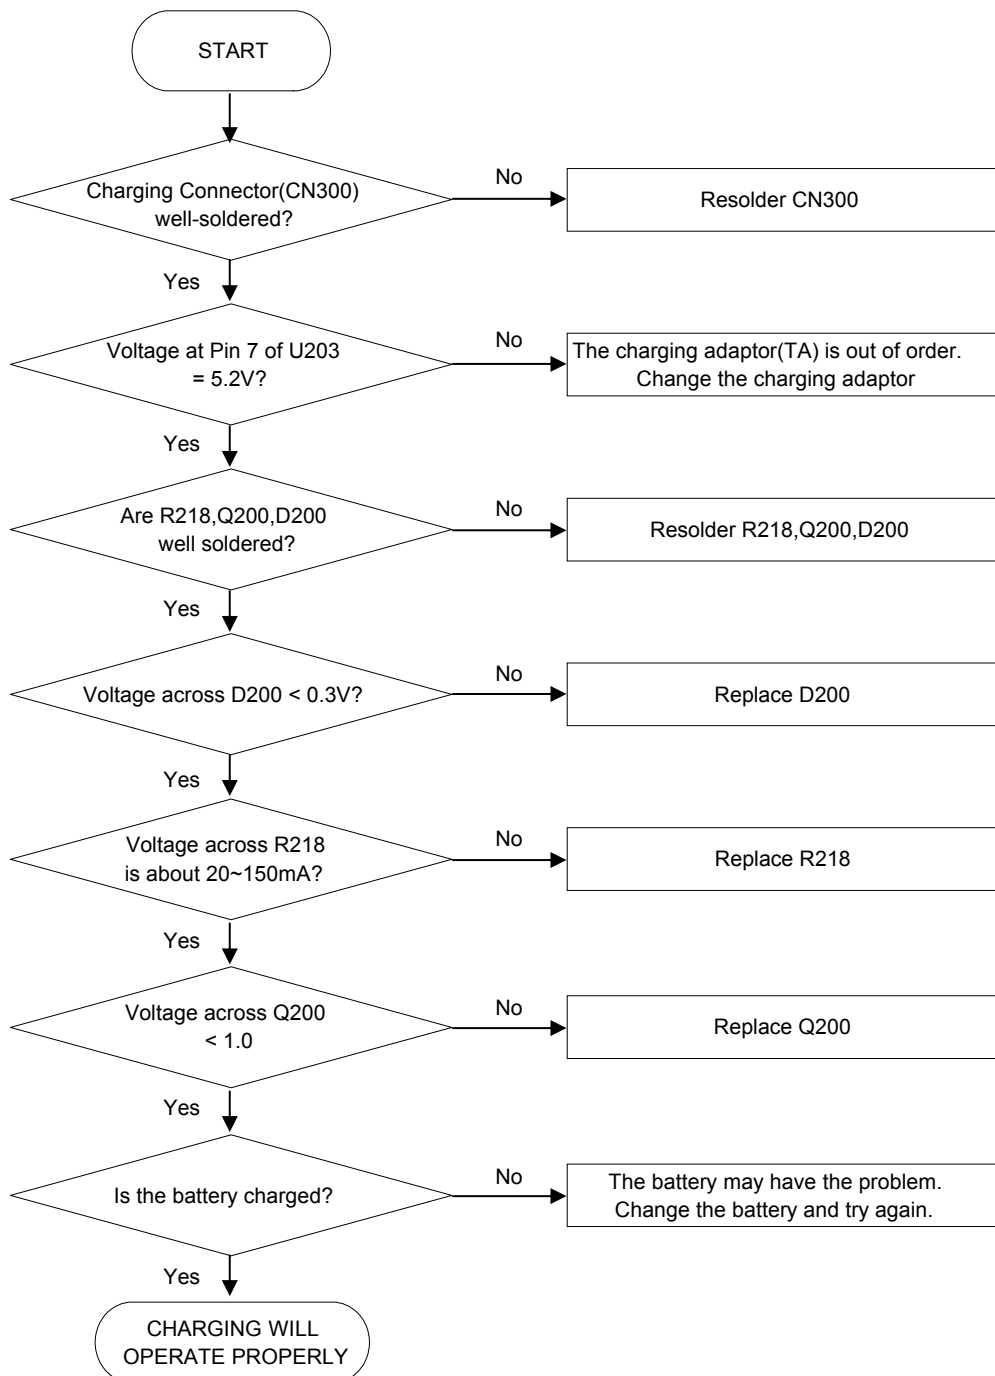 START
Charging Connector(CN300)
well-soldered?
No
Resolder CN300
Yes
Voltage at Pin 7 of U203
= 5.2V?
No
The charging adaptor(TA) is out of order.
Change the charging adaptor
Yes
Are R218,Q200,D200
well soldered?
No
Resolder R218,Q200,D200
Yes
Voltage across D200 < 0.3V?
No
Replace D200
Yes
Voltage across R218
is about 20~150mA?
No
Replace R218
Yes
Voltage across Q200
< 1.0
No
Replace Q200
Yes
Is the battery charged?
No
The battery may have the problem.
Change the battery and try again.
Yes
CHARGING WILL
OPERATE PROPERLY